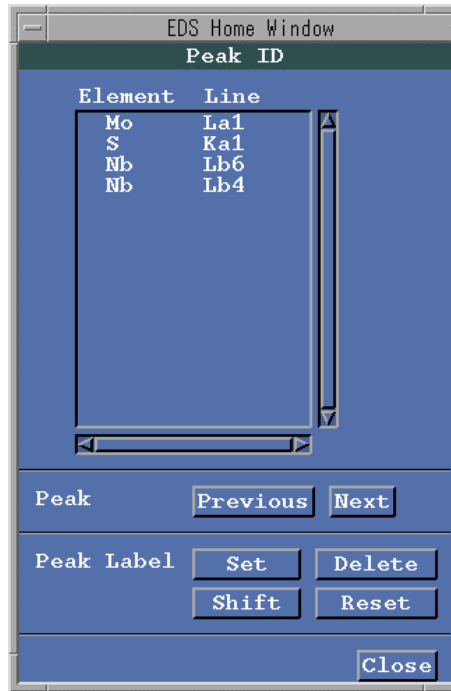 EDS Home Window
Peak ID
Element Line
Mo La1
S Ka1
Nb Lb6
Nb Lb4
Peak Previous Next
Peak Label Set Delete
Shift Reset
Close